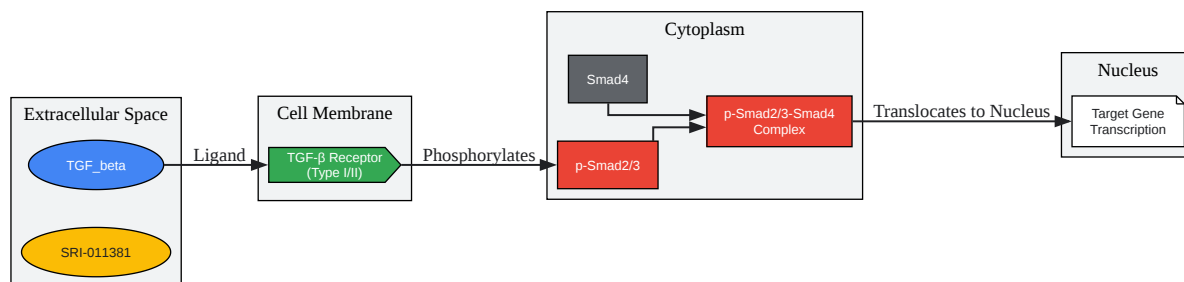 Extracellular Space
TGF_beta
SRI-011381
Ligand
Cell Membrane
TGF-β Receptor
(Type I/II)
Phosphorylates
Cytoplasm
Smad4
p-Smad2/3
p-Smad2/3-Smad4
Complex
Translocates to Nucleus
Nucleus
Target Gene
Transcription